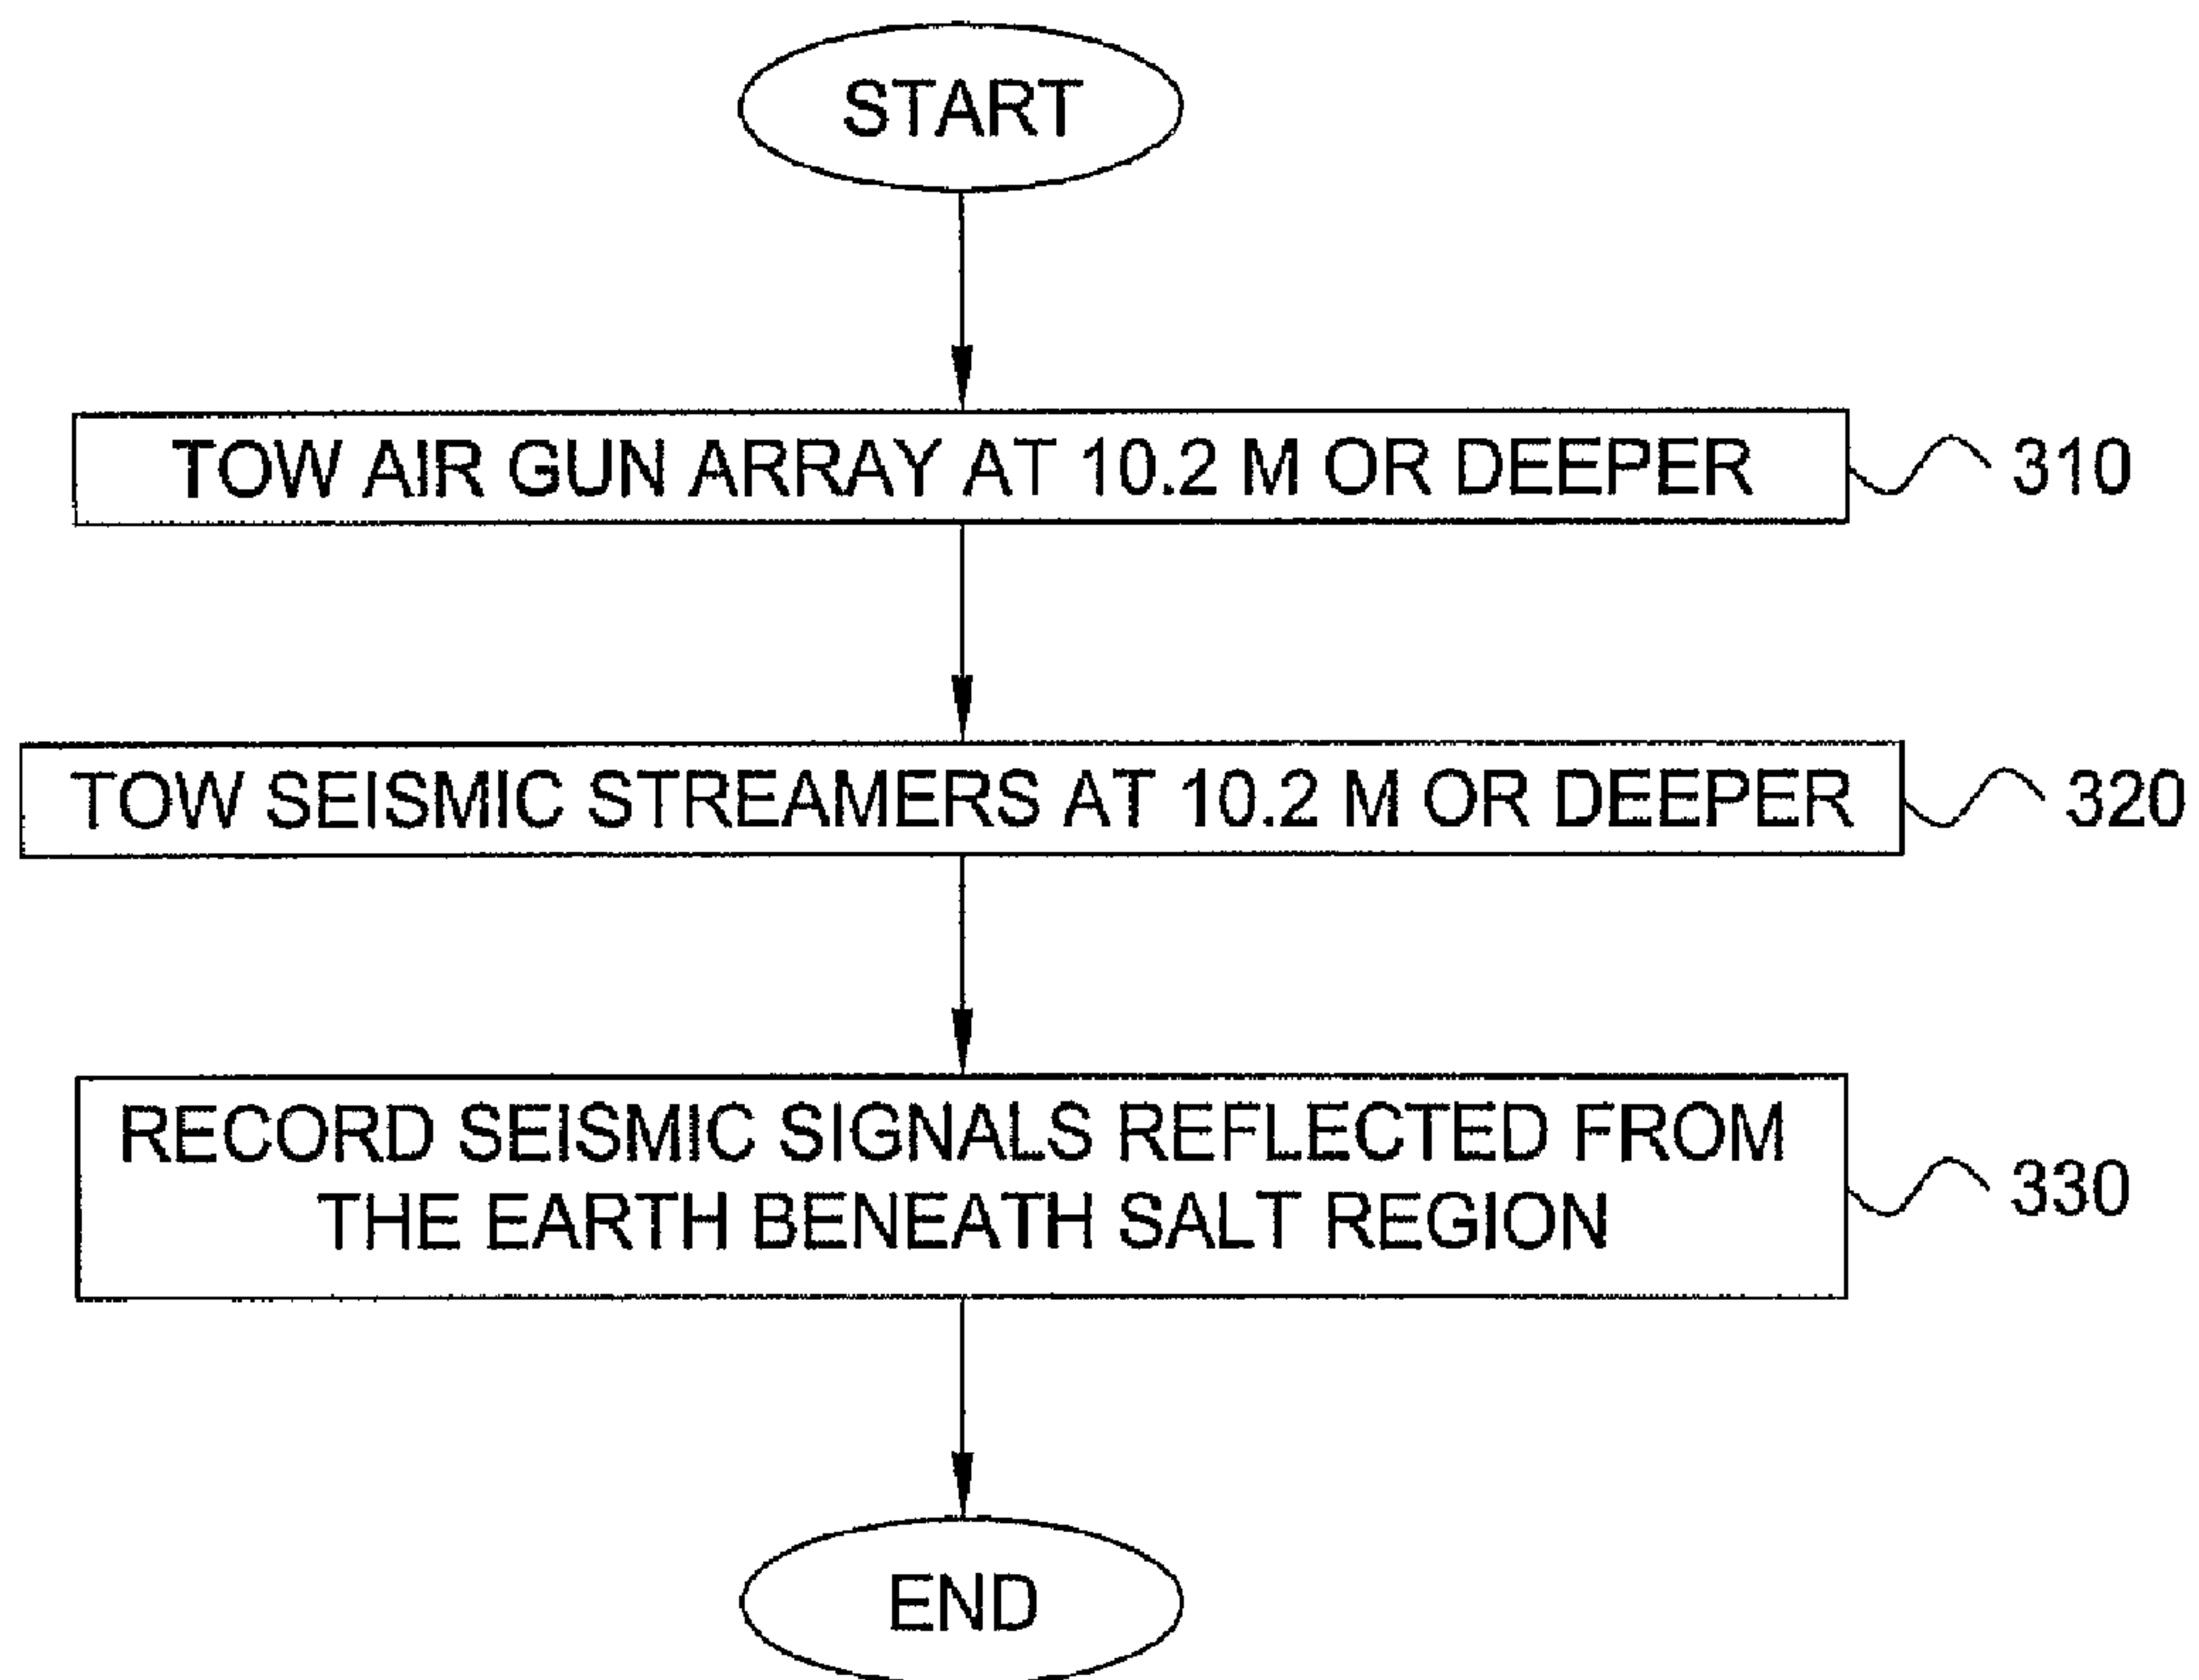 START
TOW AIR GUN ARRAY AT 10.2 M OR DEEPER
310
TOW SEISMIC STREAMERS AT 10.2 M OR DEEPER
320
RECORD SEISMIC SIGNALS REFLECTED FROM
THE EARTH BENEATH SALT REGION
330
END